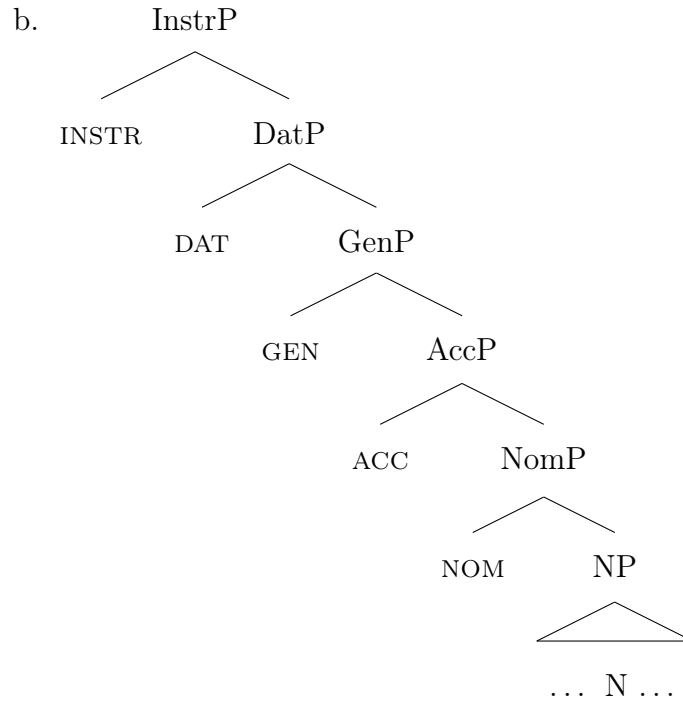 b. InstrP
INSTR DatP
DAT GenP
GEN AccP
ACC NomP
NOM NP
... N ...